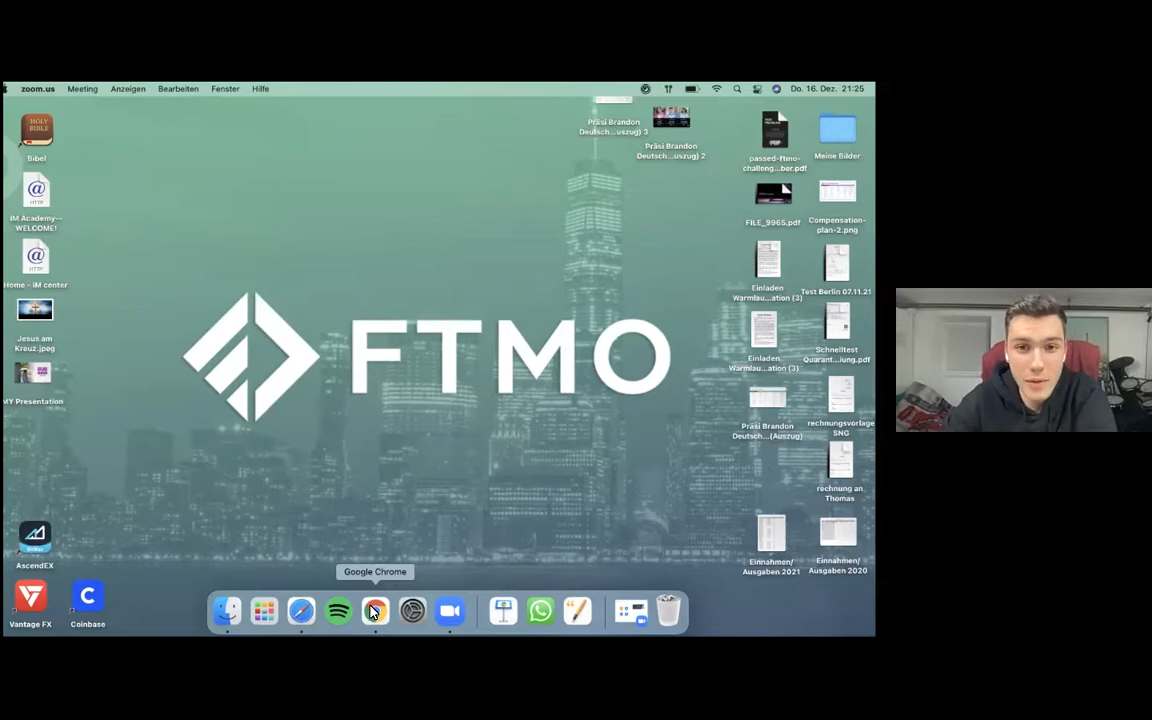 zoom.us Meeting Anzeigen Bearbeiten Fenster Hilfe Do. 16. Dez. 21:25
HOLY
BIBLE
Bibel
HTTP
IM Academy--
WELCOME!
HTTP
Home - IM center
Jesus am
Kreuz.jpeg
MY Presentation
Präsi Brandon
Deutsch...uszug) 3
Präsi Brandon
Deutsch...uszug) 2
passed-ftmo-
challeng...ber.pdf
Meine Bilder
FILE_9965.pdf
Compensation-
plan-2.png
Einladen
Warmlau...ation (3)
Test Berlin 07.11.21
Einladen
Warmlau...ation (3)
Schnelltest
Quarant...iung.pdf
Präsi Brandon
Deutsch...(Auszug)
rechnungsvorlage
SNG
rechnung an
Thomas
Einnahmen/
Ausgaben 2021
Einnahmen/
Ausgaben 2020
FTMO
AscendEX
Vantage FX
Coinbase
Google Chrome